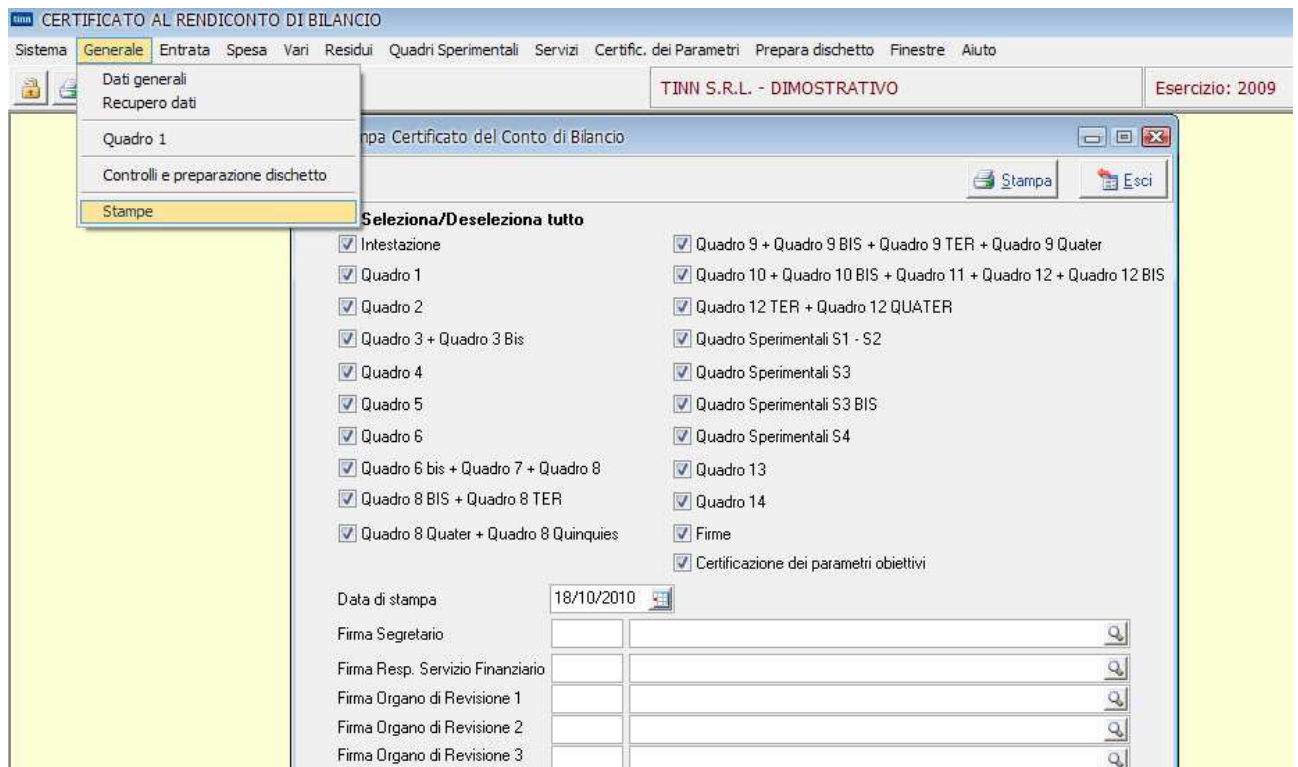 tinn CERTIFICATO AL RENDICONTO DI BILANCIO
Sistema Generale Entrata Spesa Vari Residui Quadri Sperimentali Servizi Certific. dei Parametri Prepara dischetto Finestre Aiuto
TINN S.R.L. - DIMOSTRATIVO Esercizio: 2009
Dati generali
Recupero dati
Quadro 1
Controlli e preparazione dischetto
Stampe
mpa Certificato del Conto di Bilancio
Stampa Esci
Seleziona/Deseleziona tutto
Intestazione
Quadro 1
Quadro 2
Quadro 3 + Quadro 3 Bis
Quadro 4
Quadro 5
Quadro 6
Quadro 6 bis + Quadro 7 + Quadro 8
Quadro 8 BIS + Quadro 8 TER
Quadro 8 Quater + Quadro 8 Quinquies
Quadro 9 + Quadro 9 BIS + Quadro 9 TER + Quadro 9 Quater
Quadro 10 + Quadro 10 BIS + Quadro 11 + Quadro 12 + Quadro 12 BIS
Quadro 12 TER + Quadro 12 QUATER
Quadro Sperimentali S1 - S2
Quadro Sperimentali S3
Quadro Sperimentali S3 BIS
Quadro Sperimentali S4
Quadro 13
Quadro 14
Firme
Certificazione dei parametri obiettivi
Data di stampa 18/10/2010
Firma Segretario
Firma Resp. Servizio Finanziario
Firma Organo di Revisione 1
Firma Organo di Revisione 2
Firma Organo di Revisione 3